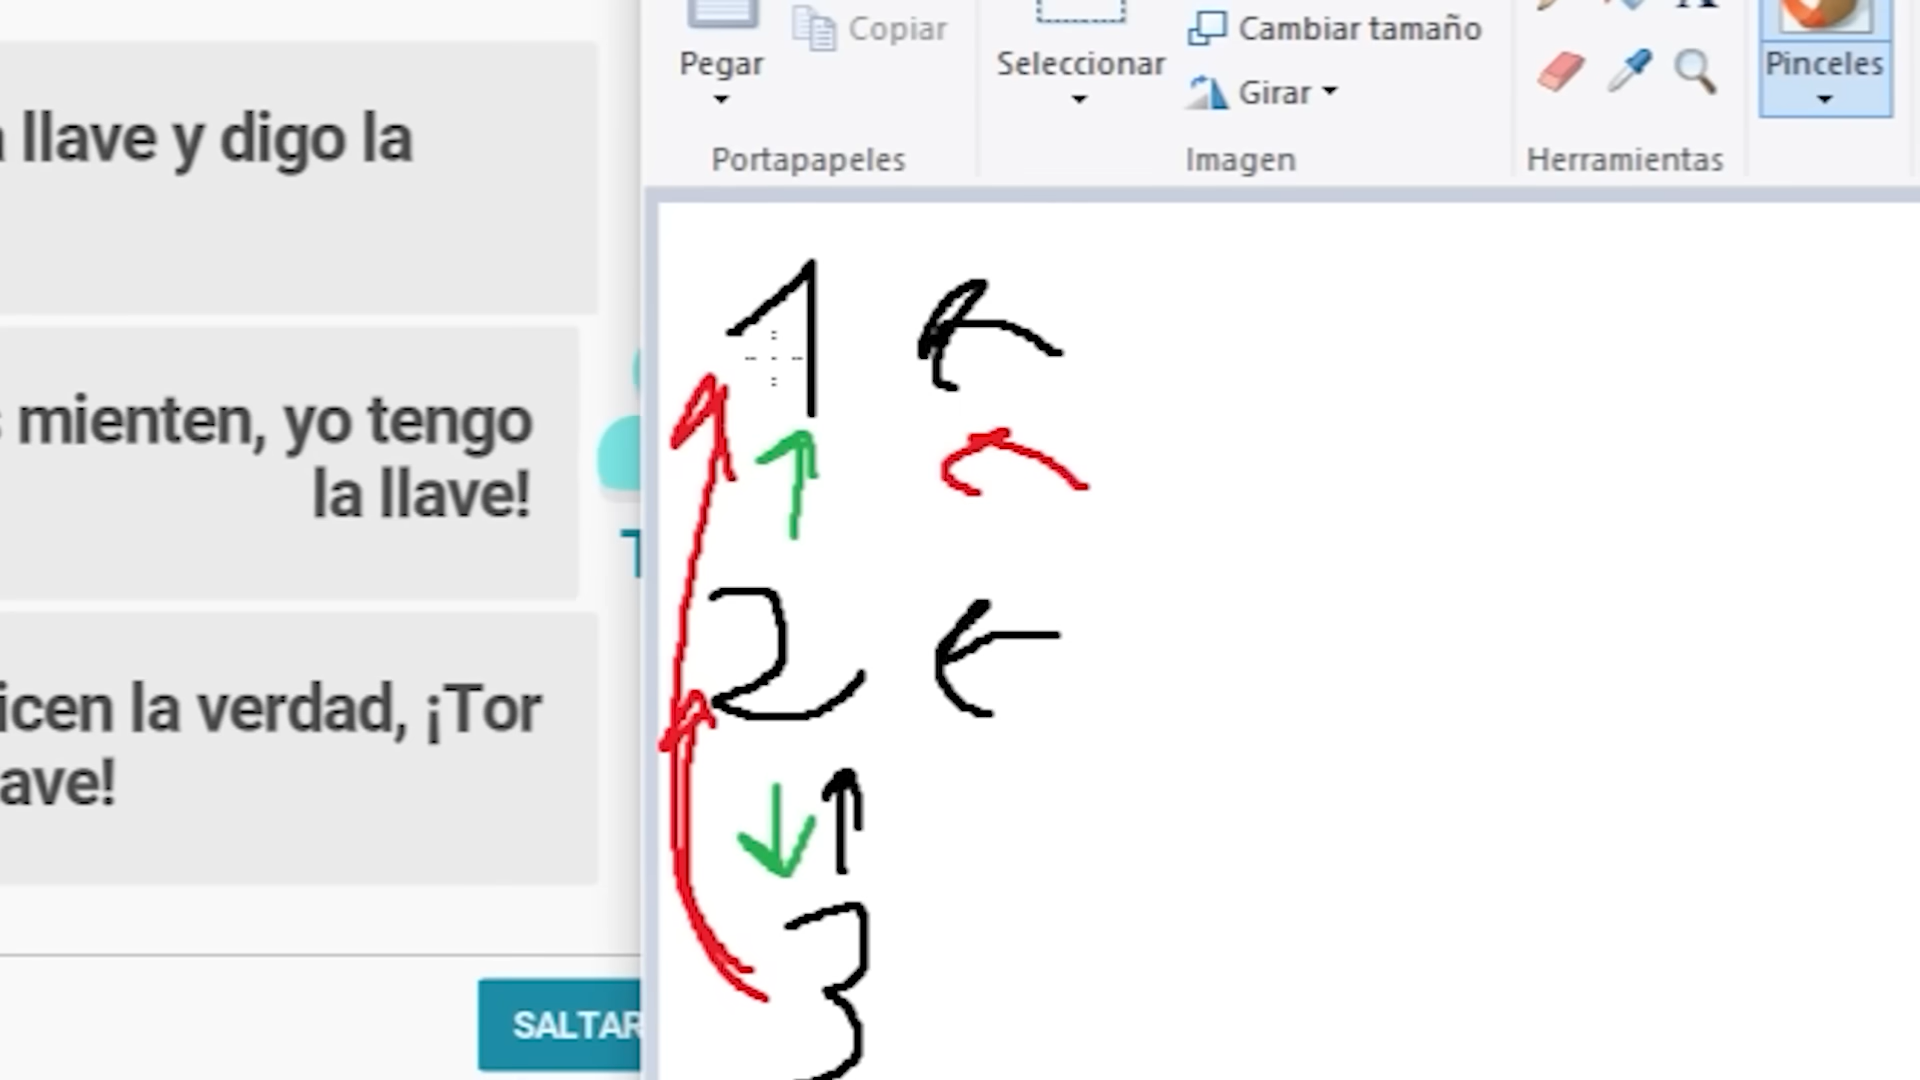 llave y digo la
mienten, yo tengo
la llave!
icen la verdad, ¡Tor
ave!
SALTAR
Pegar
Copiar
Portapapeles
Seleccionar
Cambiar tamaño
Girar
Imagen
Herramientas
Pinceles
1
2
3